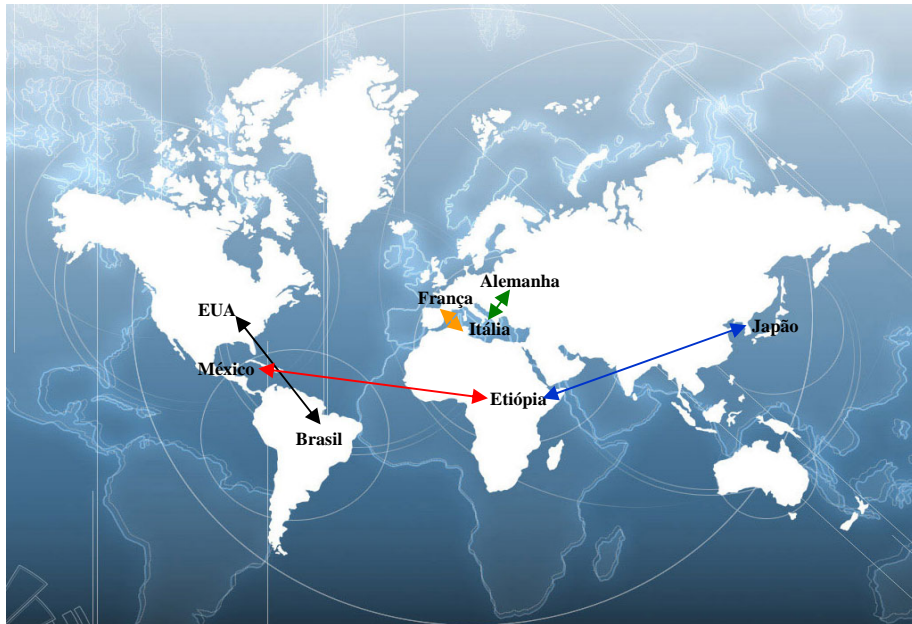 Alemanha
França
EUA
Itália
Japão
México
Etiópia
Brasil